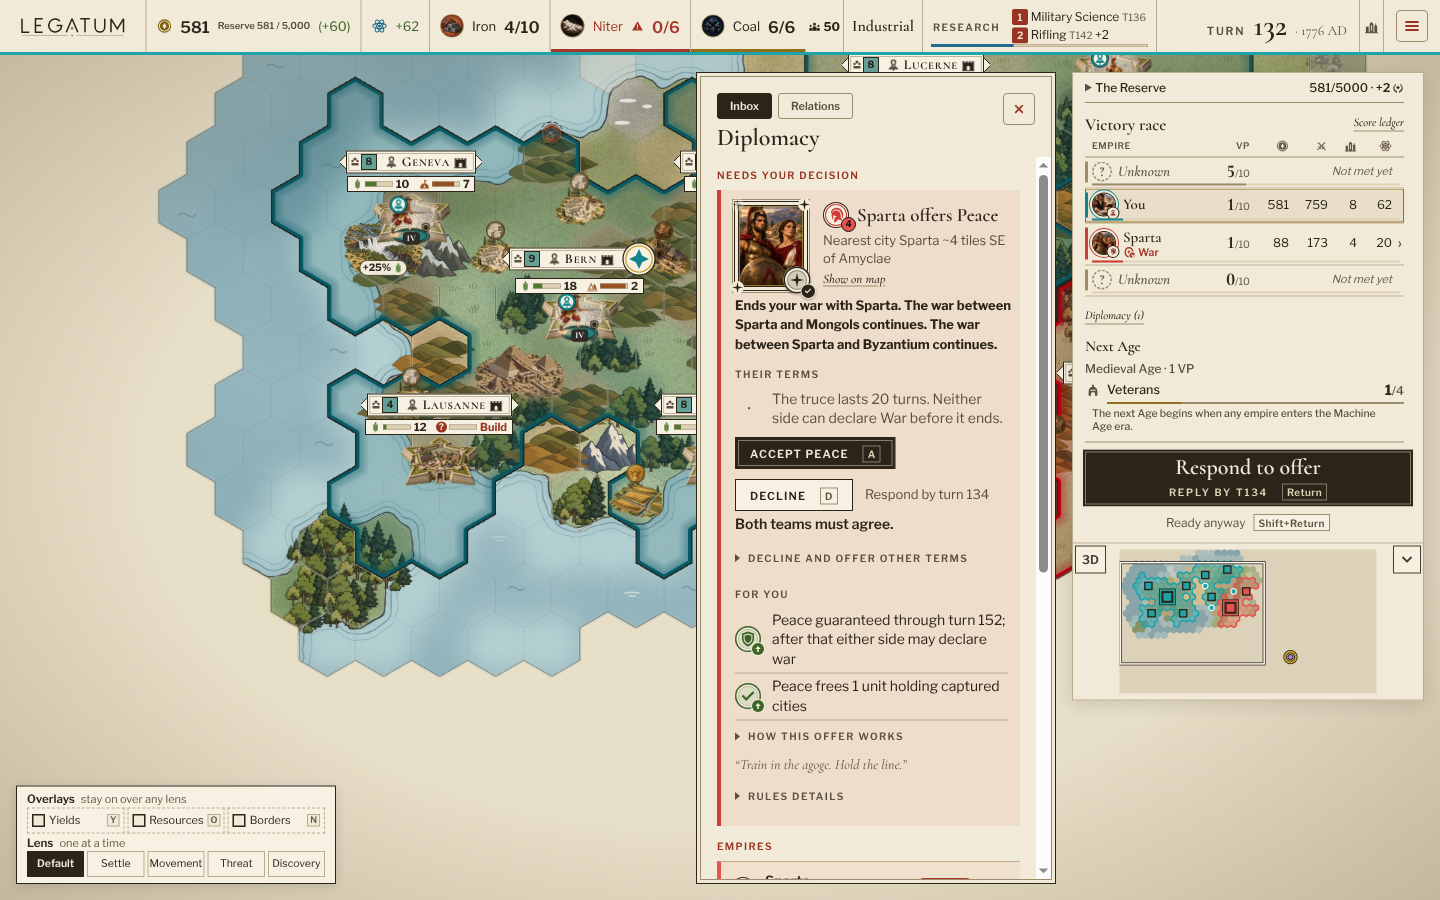 LEGATUM
581
Reserve 581 / 5,000
(+60)
+62
Iron 4/10
Niter 0/6
Coal 6/6
50
Industrial
RESEARCH
1 Military Science T136
2 Rifling T142 +2
TURN 132 · 1776 AD
8 LUCERNE
8 GENEVA
10
7
IV
+25%
9 BERN
18
2
IV
4 LAUSANNE
12
? Build
8
Inbox
Relations
×
Diplomacy
NEEDS YOUR DECISION
4
Sparta offers Peace
Nearest city Sparta ~4 tiles SE
of Amyclae
Show on map
Ends your war with Sparta. The war between
Sparta and Mongols continues. The war
between Sparta and Byzantium continues.
THEIR TERMS
· The truce lasts 20 turns. Neither
side can declare War before it ends.
ACCEPT PEACE A
DECLINE D
Respond by turn 134
Both teams must agree.
DECLINE AND OFFER OTHER TERMS
FOR YOU
Peace guaranteed through turn 152;
after that either side may declare
war
Peace frees 1 unit holding captured
cities
HOW THIS OFFER WORKS
“Train in the agoge. Hold the line.”
RULES DETAILS
EMPIRES
The Reserve
581/5000 · +2
Victory race
Score ledger
EMPIRE VP
? Unknown 5/10 Not met yet
You 1/10 581 759 8 62
Sparta 1/10 88 173 4 20 ›
War
? Unknown 0/10 Not met yet
Diplomacy (1)
Next Age
Medieval Age · 1 VP
Veterans 1/4
The next Age begins when any empire enters the Machine
Age era.
Respond to offer
REPLY BY T134 Return
Ready anyway Shift+Return
3D
Overlays stay on over any lens
Yields Y
Resources O
Borders N
Lens one at a time
Default
Settle
Movement
Threat
Discovery